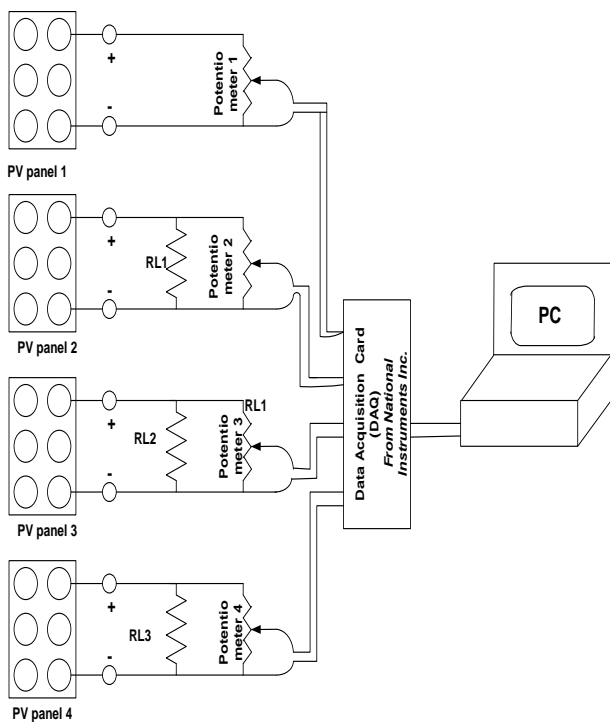 +
-
Potentio
meter 1
PV panel 1
+
-
RL1
Potentio
meter 2
PV panel 2
+
-
RL2
RL1
Potentio
meter 3
PV panel 3
+
-
RL3
Potentio
meter 4
PV panel 4
Data Acquisition Card
(DAQ)
From National
Instruments Inc.
PC